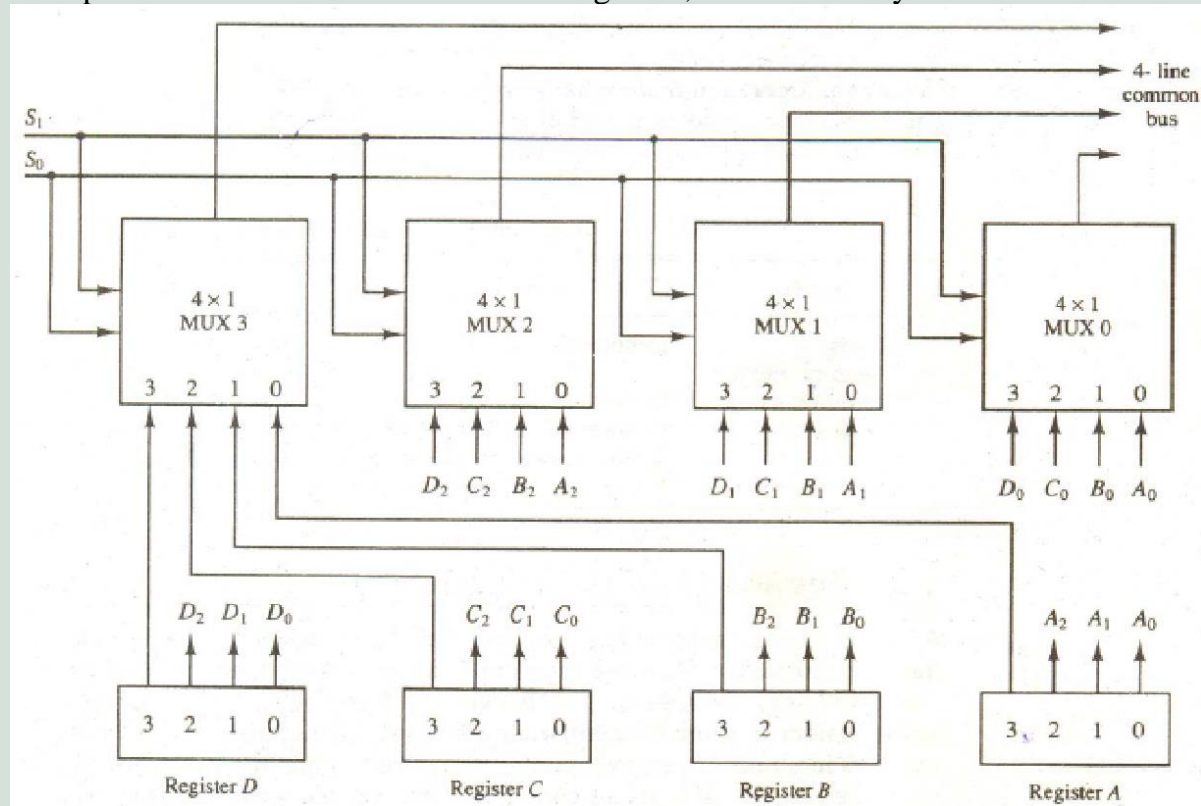 4- line
common
bus
S₁
S₀
4 × 1
MUX 3
4 × 1
MUX 2
4 × 1
MUX 1
4 × 1
MUX 0
3 2 1 0
3 2 1 0
3 2 1 0
3 2 1 0
D₂ C₂ B₂ A₂
D₁ C₁ B₁ A₁
D₀ C₀ B₀ A₀
D₂ D₁ D₀
C₂ C₁ C₀
B₂ B₁ B₀
A₂ A₁ A₀
3 2 1 0
3 2 1 0
3 2 1 0
3 2 1 0
Register D
Register C
Register B
Register A